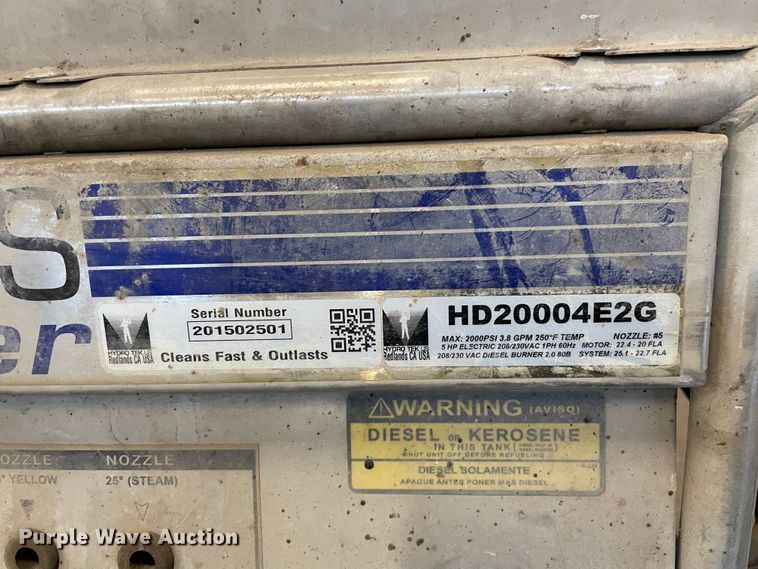 S
er
Serial Number
201502501
HYDRO TEK US
Redlands CA USA
Cleans Fast & Outlasts
HYDRO TEK US
Redlands CA USA
HD20004E2G
MAX: 2000PSI 3.8 GPM 250°F TEMP NOZZLE: #5
5 HP ELECTRIC 208/230VAC 1PH 60Hz MOTOR: 22.4 - 20 FLA
208/230 VAC DIESEL BURNER 2.0 80B SYSTEM: 25.1 - 22.7 FLA
WARNING (AVISO)
DIESEL OR KEROSENE
IN THIS TANK
SHUT UNIT OFF BEFORE REFUELING
DIESEL SOLAMENTE
APAGUE ANTES PONER MAS DIESEL
NOZZLE NOZZLE
° YELLOW 25° (STEAM)
Purple Wave Auction